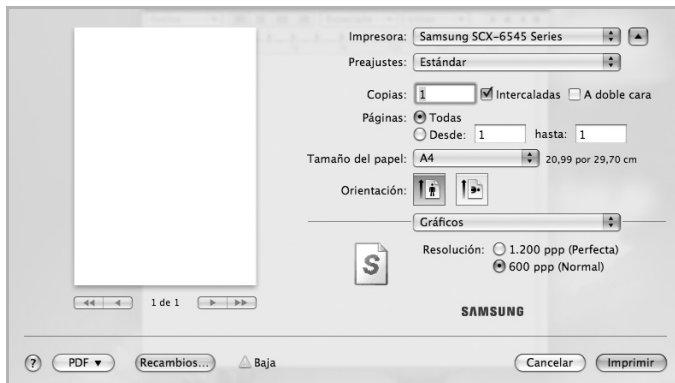 Impresora: Samsung SCX-6545 Series
Preajustes: Estándar
Copias: 1 Intercaladas A doble cara
Páginas: Todas
Desde: 1 hasta: 1
Tamaño del papel: A4 20,99 por 29,70 cm
Orientación:
Gráficos
S
Resolución: 1.200 ppp (Perfecta)
600 ppp (Normal)
1 de 1
SAMSUNG
? PDF Recambios... Baja Cancelar Imprimir